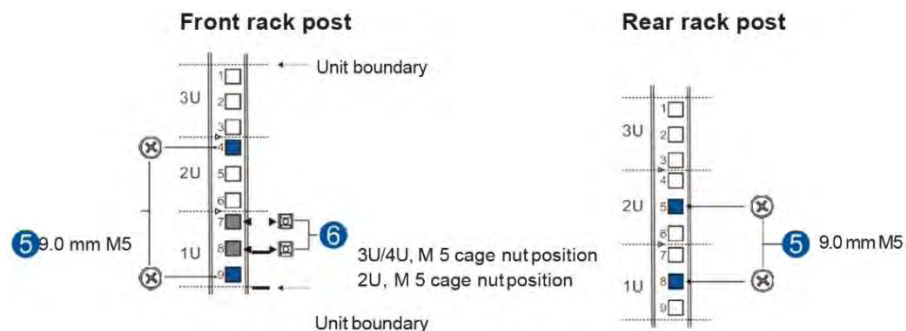 Front rack post
Rear rack post
Unit boundary
1
2
3
4
5
6
7
8
9
3U
2U
1U
5 9.0 mm M5
6
3U/4U, M 5 cage nut position
2U, M 5 cage nut position
Unit boundary
1
2
3
4
5
6
7
8
9
3U
2U
1U
5 9.0 mm M5